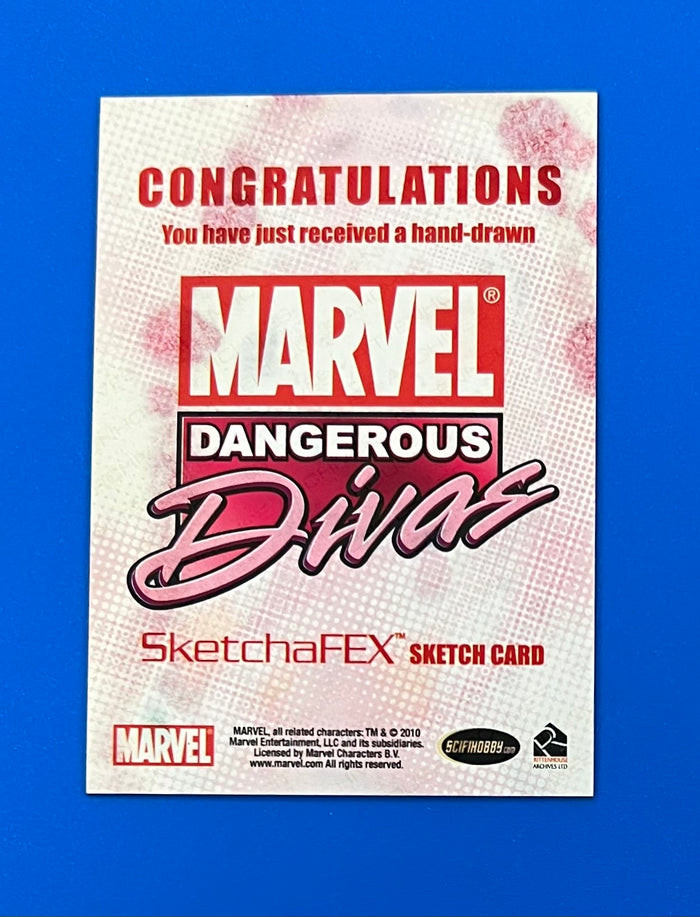 CONGRATULATIONS
You have just received a hand-drawn
MARVEL®
DANGEROUS
Divas
SketchaFEX™ SKETCH CARD
MARVEL
MARVEL, all related characters: TM & © 2010
Marvel Entertainment, LLC and its subsidiaries.
Licensed by Marvel Characters B.V.
www.marvel.com All rights reserved.
SCIFIHOBBY.com
RITTENHOUSE
ARCHIVES LTD